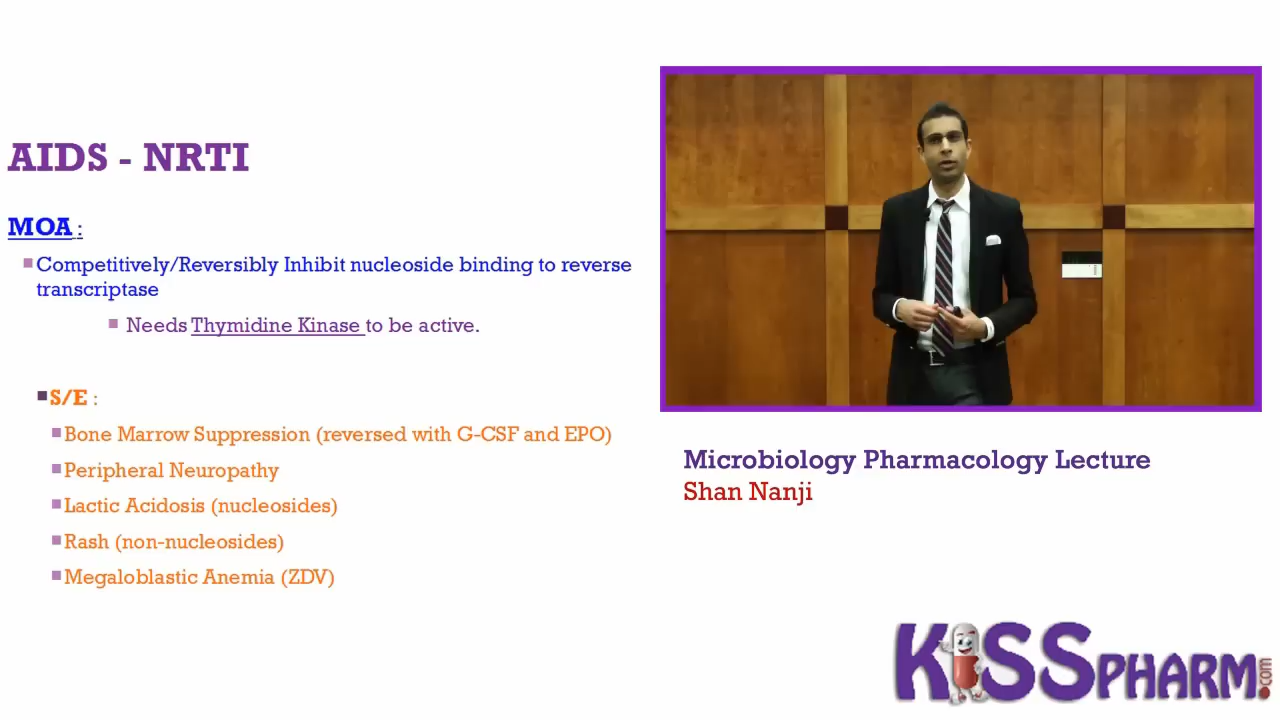 AIDS - NRTI
MOA :
Competitively/Reversibly Inhibit nucleoside binding to reverse
transcriptase
Needs Thymidine Kinase to be active.
S/E :
Bone Marrow Suppression (reversed with G-CSF and EPO)
Peripheral Neuropathy
Lactic Acidosis (nucleosides)
Rash (non-nucleosides)
Megaloblastic Anemia (ZDV)
Microbiology Pharmacology Lecture
Shan Nanji
KISSPHARM.com